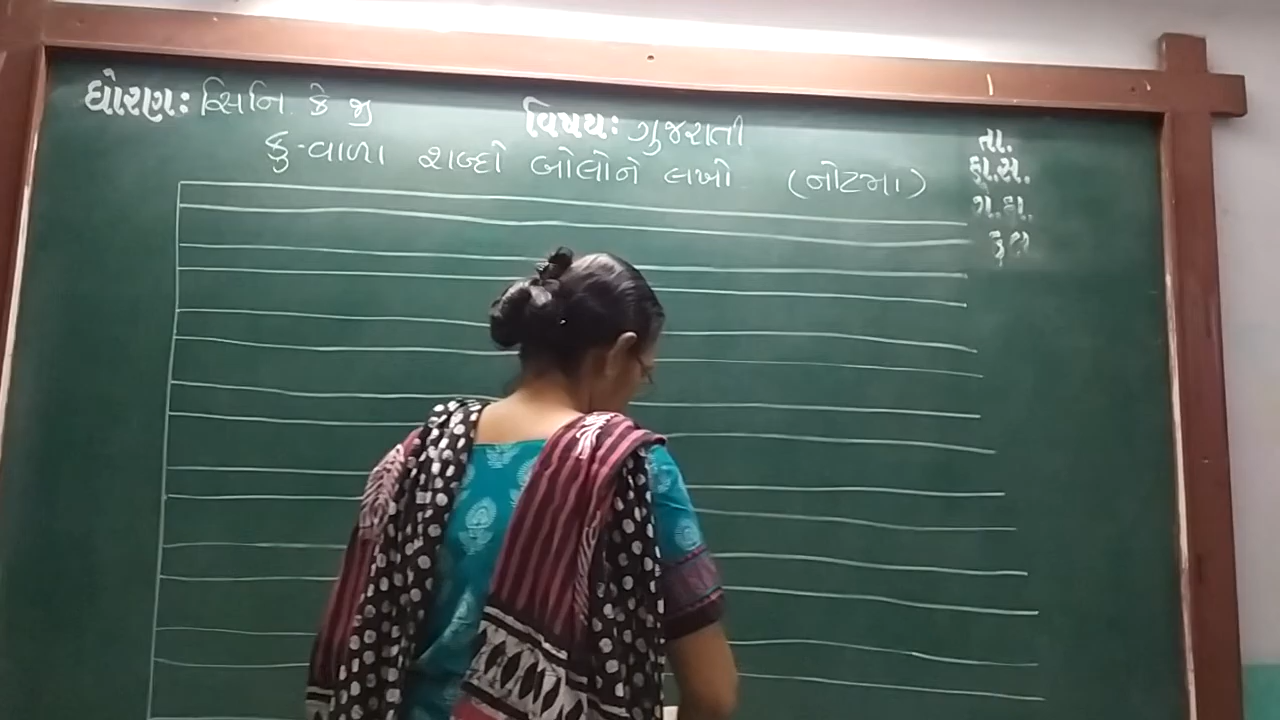 ધોરણ: સિનિ. કે જી
વિષય: ગુજરાતી
કુ-વાળા શબ્દો બોલોને લખો (નોટમા)
તા.
હા.સ.
ગે.હા.
કુલ